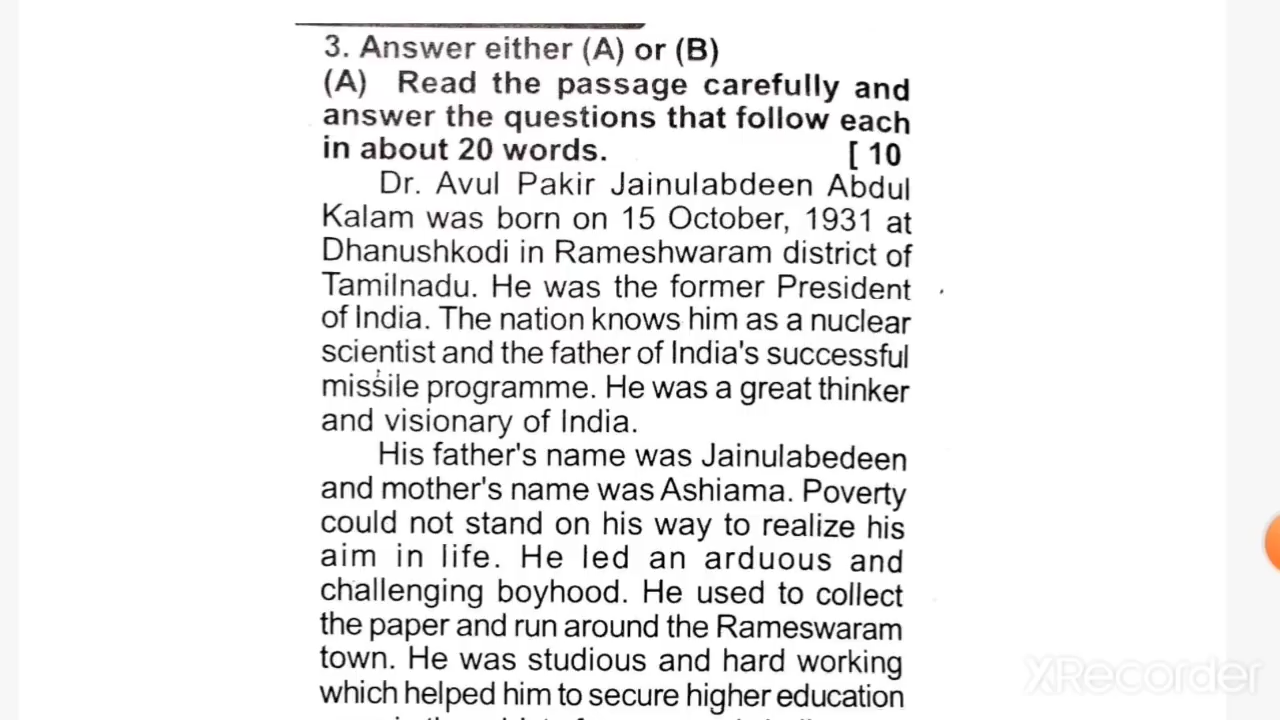 3. Answer either (A) or (B)
(A) Read the passage carefully and
answer the questions that follow each
in about 20 words. [ 10
Dr. Avul Pakir Jainulabdeen Abdul
Kalam was born on 15 October, 1931 at
Dhanushkodi in Rameshwaram district of
Tamilnadu. He was the former President
of India. The nation knows him as a nuclear
scientist and the father of India's successful
missile programme. He was a great thinker
and visionary of India.
His father's name was Jainulabedeen
and mother's name was Ashiama. Poverty
could not stand on his way to realize his
aim in life. He led an arduous and
challenging boyhood. He used to collect
the paper and run around the Rameswaram
town. He was studious and hard working
which helped him to secure higher education
XRecorder